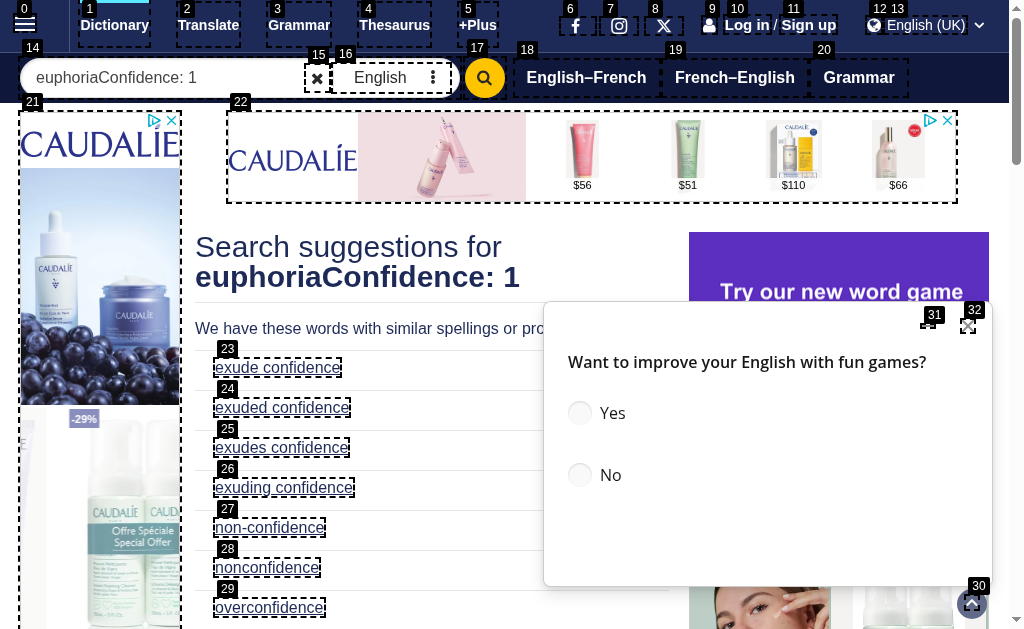 0 1 2 3 4 5 6 7 8 9 10 11 12 13
Dictionary Translate Grammar Thesaurus +Plus Log in / Sign up English (UK)
14 15 16 17 18 19 20
euphoriaConfidence: 1 English English–French French–English Grammar
21 22
CAUDALIE
CAUDALIE
$56 $51 $110 $66
CAUDALIE
-29%
CAUDALIE
Offre Spéciale
Special Offer
Search suggestions for
euphoriaConfidence: 1
We have these words with similar spellings or pro
23
exude confidence
24
exuded confidence
25
exudes confidence
26
exuding confidence
27
non-confidence
28
nonconfidence
29
overconfidence
Try our new word game
31 32
Want to improve your English with fun games?
Yes
No
30